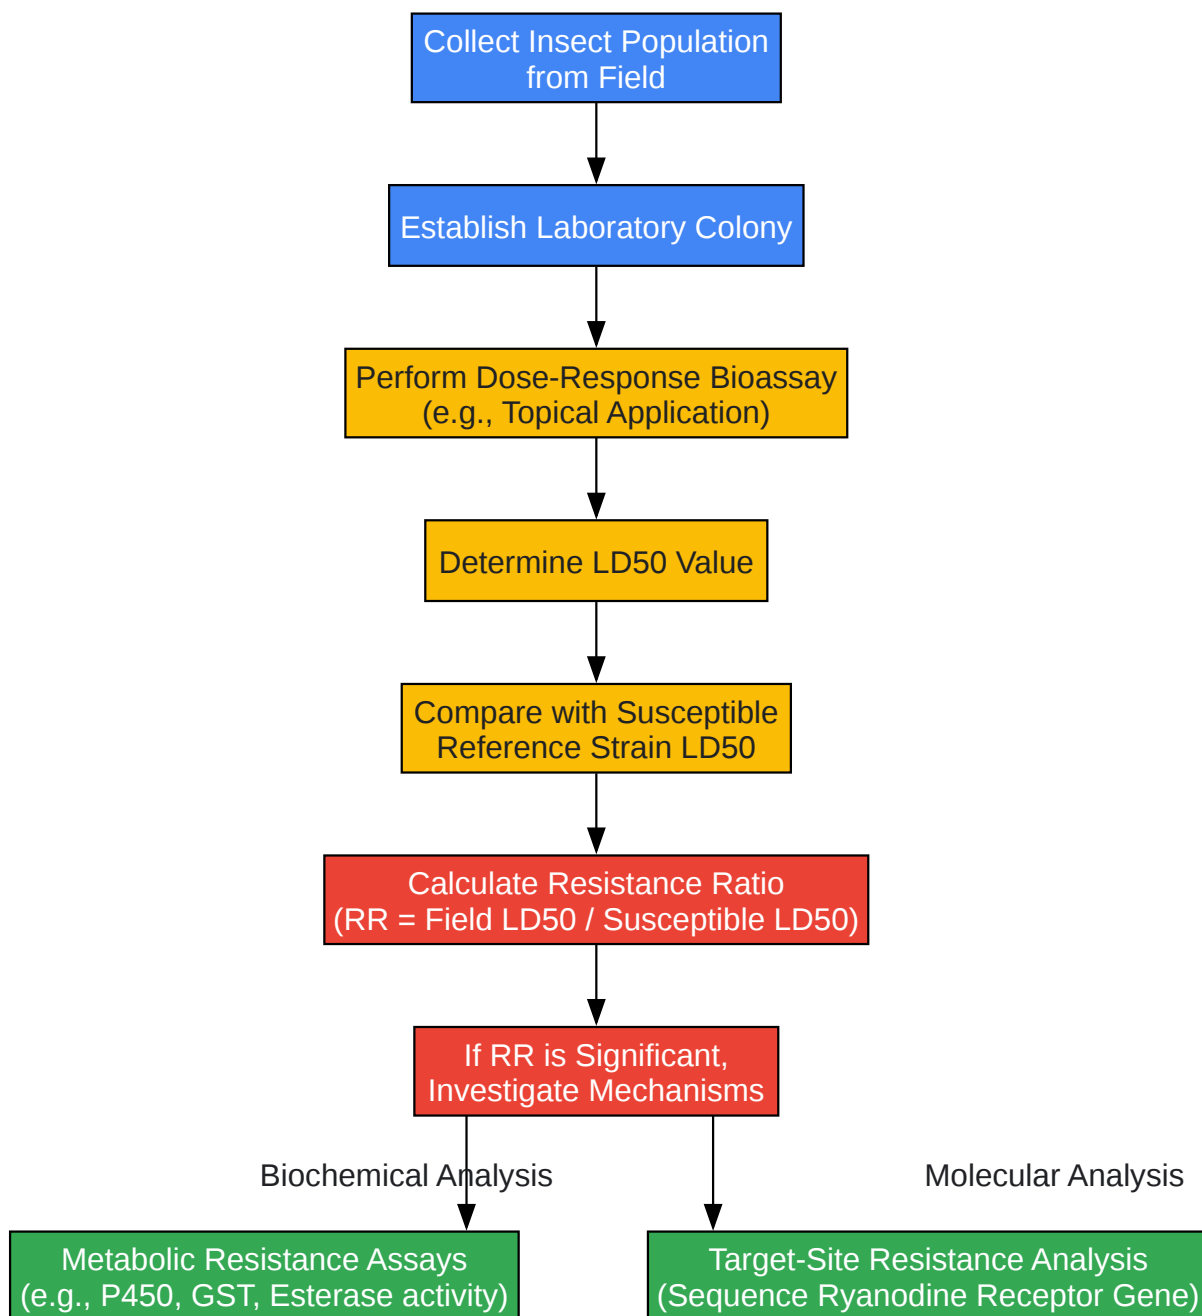 Collect Insect Population
from Field
Establish Laboratory Colony
Perform Dose-Response Bioassay
(e.g., Topical Application)
Determine LD50 Value
Compare with Susceptible
Reference Strain LD50
Calculate Resistance Ratio
(RR = Field LD50 / Susceptible LD50)
If RR is Significant,
Investigate Mechanisms
Biochemical Analysis
Molecular Analysis
Metabolic Resistance Assays
(e.g., P450, GST, Esterase activity)
Target-Site Resistance Analysis
(Sequence Ryanodine Receptor Gene)